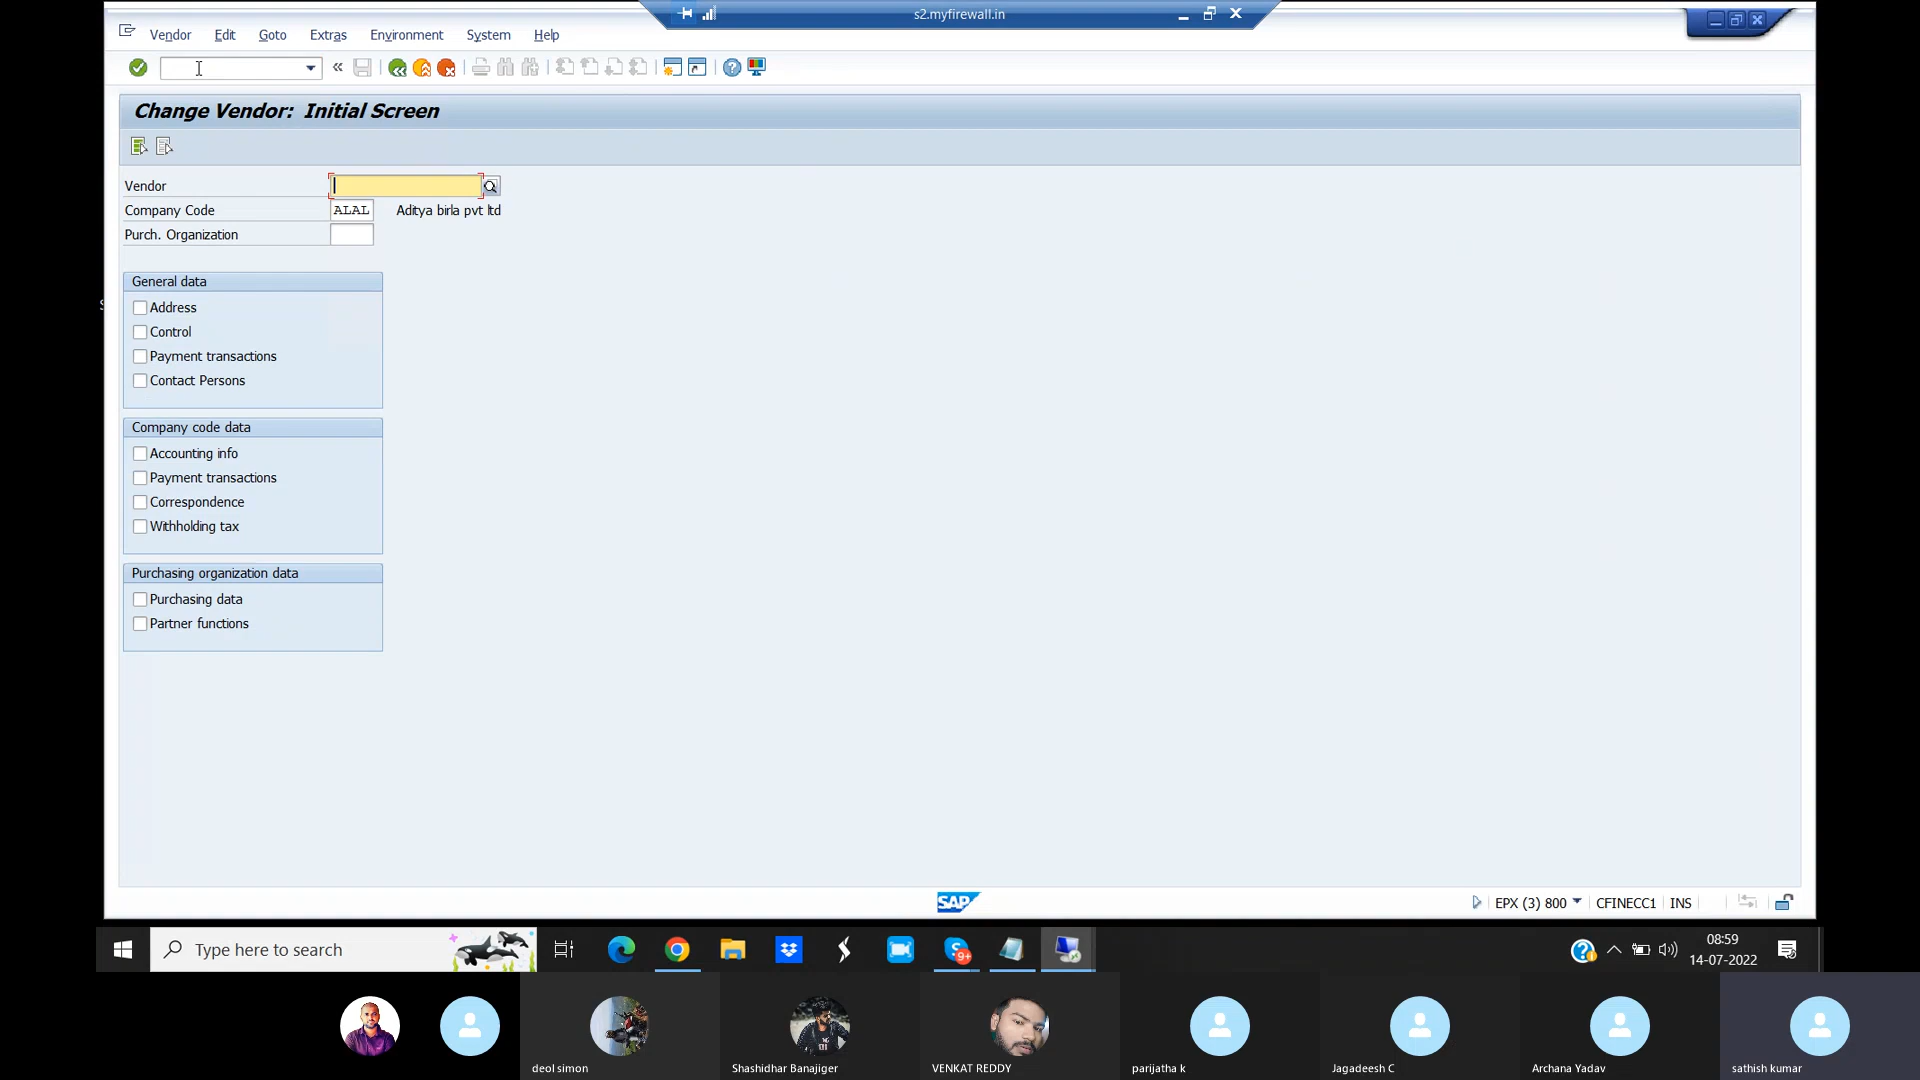 s2.myfirewall.in
Vendor Edit Goto Extras Environment System Help
Change Vendor: Initial Screen
Vendor
Company Code ALAL Aditya birla pvt ltd
Purch. Organization
General data
Address
Control
Payment transactions
Contact Persons
Company code data
Accounting info
Payment transactions
Correspondence
Withholding tax
Purchasing organization data
Purchasing data
Partner functions
SAP
EPX (3) 800 CFINECC1 INS
Type here to search
9+
08:59
14-07-2022
deol simon Shashidhar Banajiger VENKAT REDDY parijatha k Jagadeesh C Archana Yadav sathish kumar